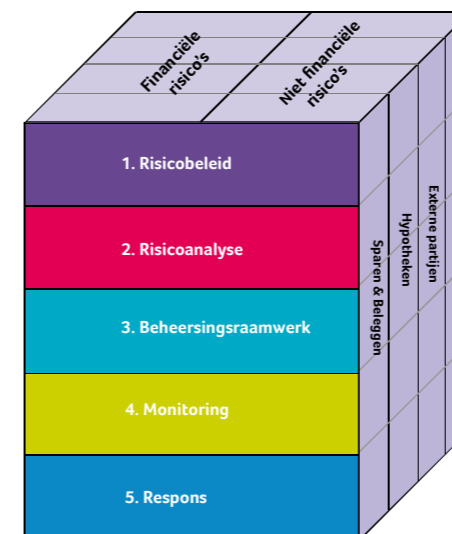 Financiële
risico's
Niet financiële
risico's
1. Risicobeleid
2. Risicoanalyse
3. Beheersingsraamwerk
4. Monitoring
5. Respons
Sparen & Beleggen
Hypotheken
Externe partijen